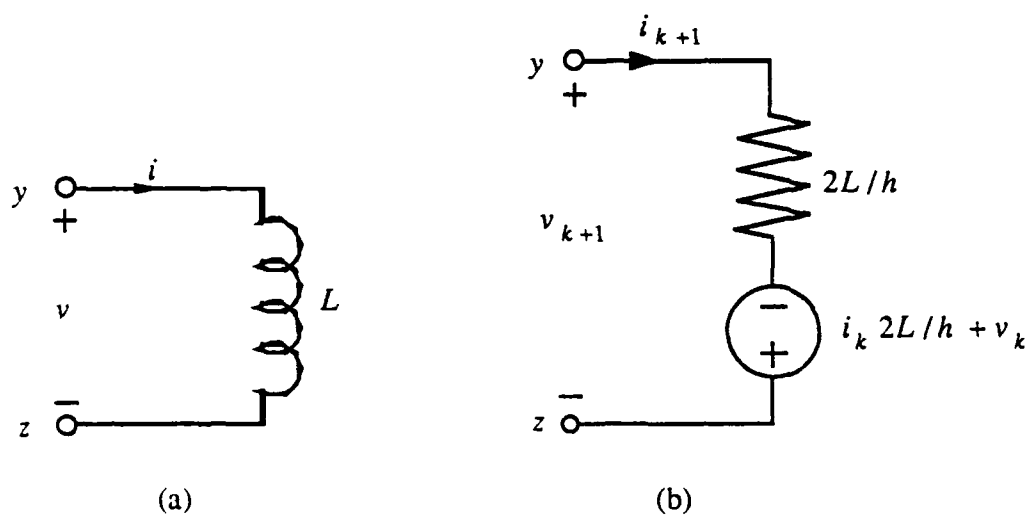 y
+
i
v
L
−
z
(a)
i k+1
y
+
2L/h
v k+1
−
+
i k 2L/h + v k
−
z
(b)